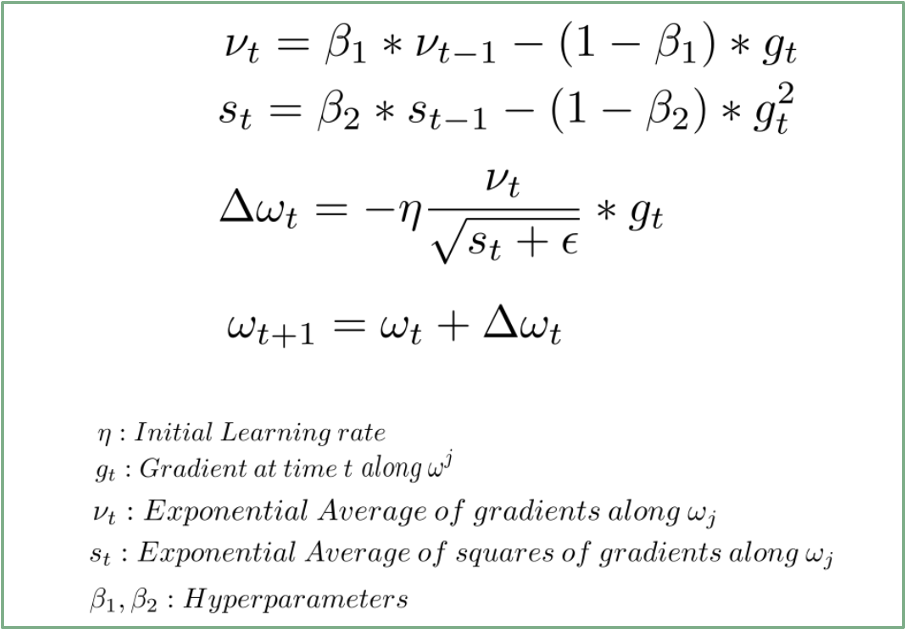 ν_t = β_1 * ν_{t−1} − (1 − β_1) * g_t
s_t = β_2 * s_{t−1} − (1 − β_2) * g_t^2
Δω_t = −η \frac{ν_t}{\sqrt{s_t + ϵ}} * g_t
ω_{t+1} = ω_t + Δω_t
η : Initial Learning rate
g_t : Gradient at time t along ω^j
ν_t : Exponential Average of gradients along ω_j
s_t : Exponential Average of squares of gradients along ω_j
β_1, β_2 : Hyperparameters